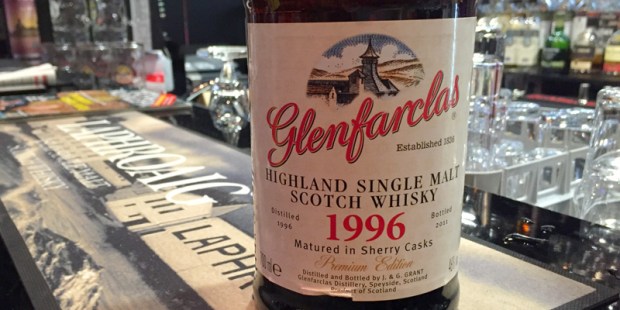 Glenfarclas
Established 1836
HIGHLAND SINGLE MALT
SCOTCH WHISKY
Distilled
1996
1996
Bottled
2011
Matured in Sherry Casks
Premium Edition
Distilled and Bottled by J. & G. GRANT
Glenfarclas Distillery, Speyside, Scotland
Product of Scotland
LAPHROAIG
LAPHR